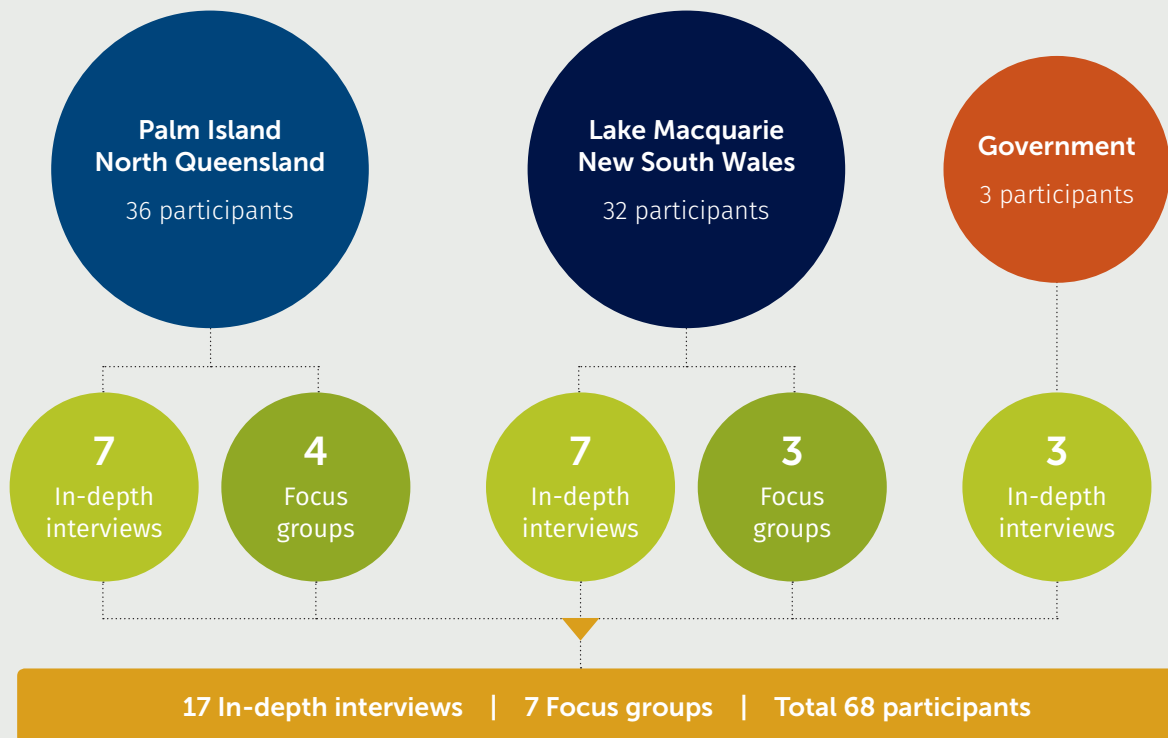 Palm Island
North Queensland
36 participants
Lake Macquarie
New South Wales
32 participants
Government
3 participants
7
In-depth
interviews
4
Focus
groups
7
In-depth
interviews
3
Focus
groups
3
In-depth
interviews
17 In-depth interviews | 7 Focus groups | Total 68 participants